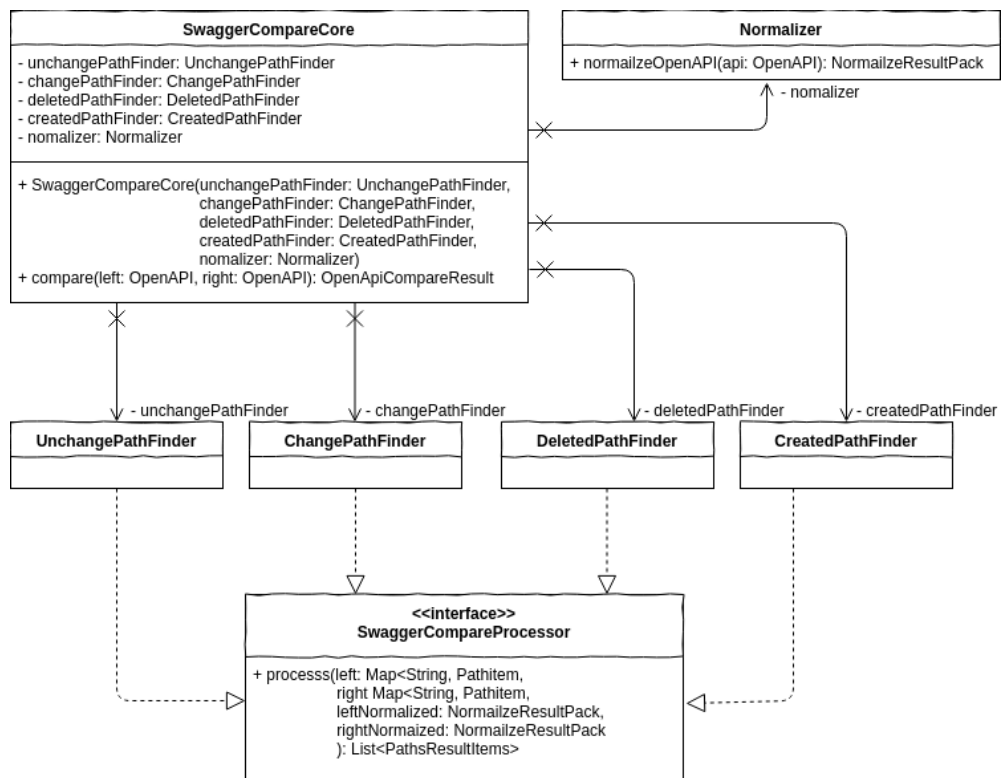 SwaggerCompareCore
- unchangePathFinder: UnchangePathFinder
- changePathFinder: ChangePathFinder
- deletedPathFinder: DeletedPathFinder
- createdPathFinder: CreatedPathFinder
- nomalizer: Normalizer
+ SwaggerCompareCore(unchangePathFinder: UnchangePathFinder,
changePathFinder: ChangePathFinder,
deletedPathFinder: DeletedPathFinder,
createdPathFinder: CreatedPathFinder,
nomalizer: Normalizer)
+ compare(left: OpenAPI, right: OpenAPI): OpenApiCompareResult
Normalizer
+ normailzeOpenAPI(api: OpenAPI): NormailzeResultPack
- nomalizer
- unchangePathFinder
- changePathFinder
- deletedPathFinder
- createdPathFinder
UnchangePathFinder
ChangePathFinder
DeletedPathFinder
CreatedPathFinder
<<interface>>
SwaggerCompareProcessor
+ processs(left: Map<String, Pathitem,
right Map<String, Pathitem,
leftNormalized: NormailzeResultPack,
rightNormaized: NormailzeResultPack
): List<PathsResultItems>